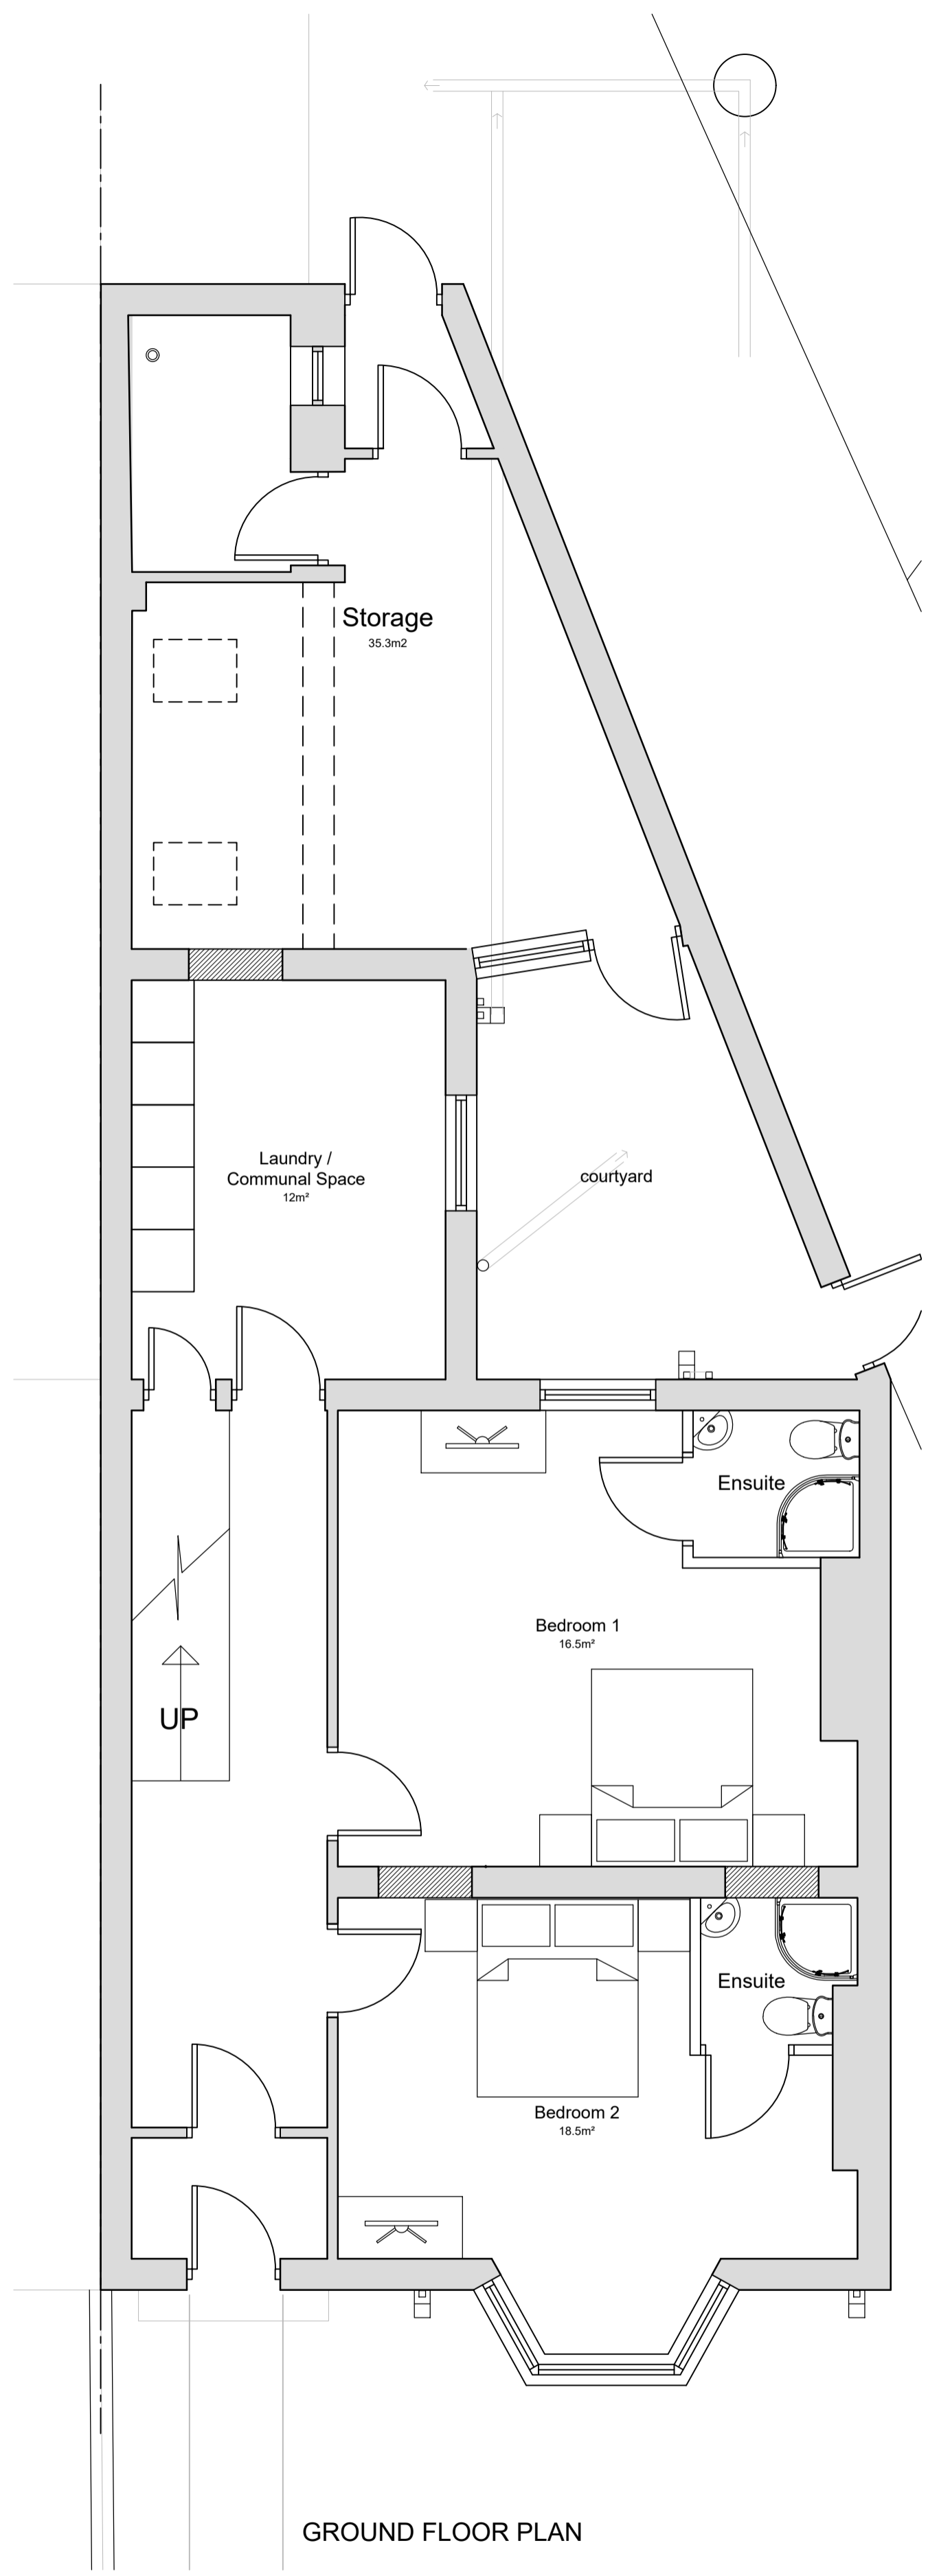 Storage
35.3m2
Laundry /
Communal Space
12m²
courtyard
Ensuite
Bedroom 1
16.5m²
UP
Ensuite
Bedroom 2
18.5m²
GROUND FLOOR PLAN